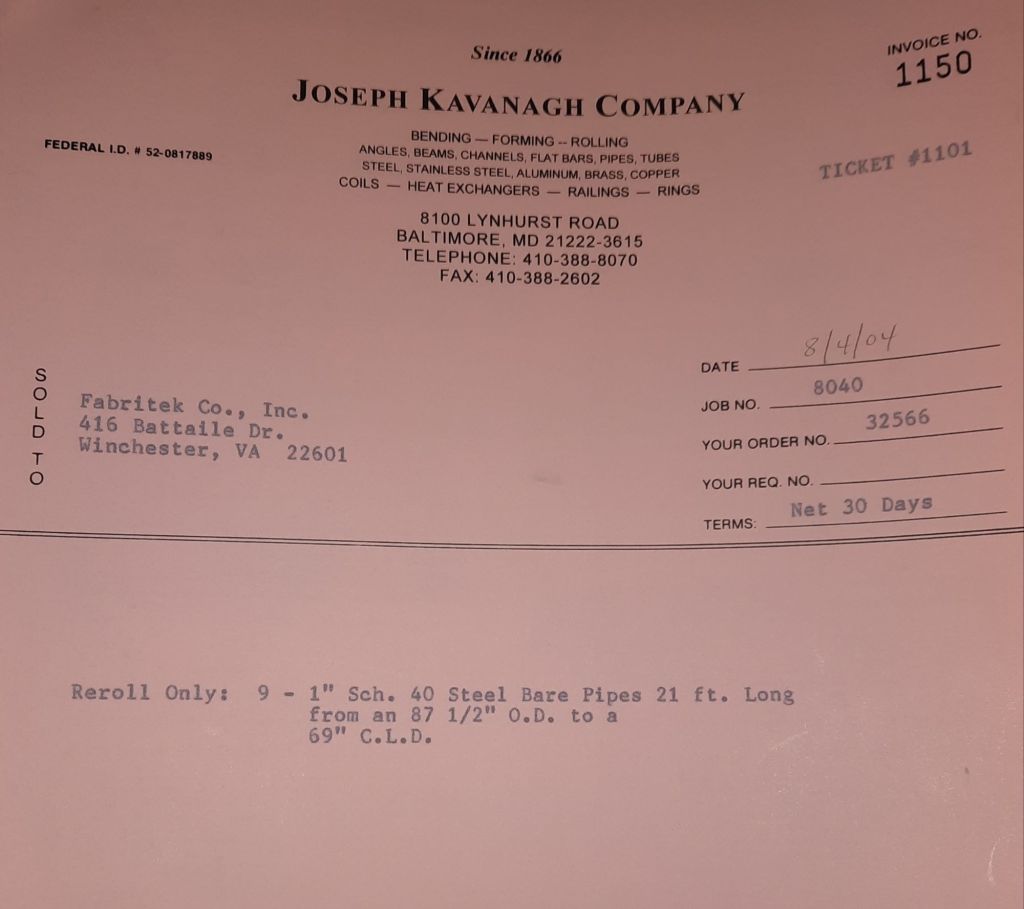 Since 1866
INVOICE NO.
1150
JOSEPH KAVANAGH COMPANY
FEDERAL I.D. # 52-0817889
BENDING — FORMING -- ROLLING
ANGLES, BEAMS, CHANNELS, FLAT BARS, PIPES, TUBES
STEEL, STAINLESS STEEL, ALUMINUM, BRASS, COPPER
COILS — HEAT EXCHANGERS — RAILINGS — RINGS
TICKET #1101
8100 LYNHURST ROAD
BALTIMORE, MD 21222-3615
TELEPHONE: 410-388-8070
FAX: 410-388-2602
SOLD TO
Fabritek Co., Inc.
416 Battaile Dr.
Winchester, VA 22601
DATE 8/4/04
JOB NO. 8040
YOUR ORDER NO. 32566
YOUR REQ. NO.
TERMS: Net 30 Days
Reroll Only: 9 - 1" Sch. 40 Steel Bare Pipes 21 ft. Long
from an 87 1/2" O.D. to a
69" C.L.D.